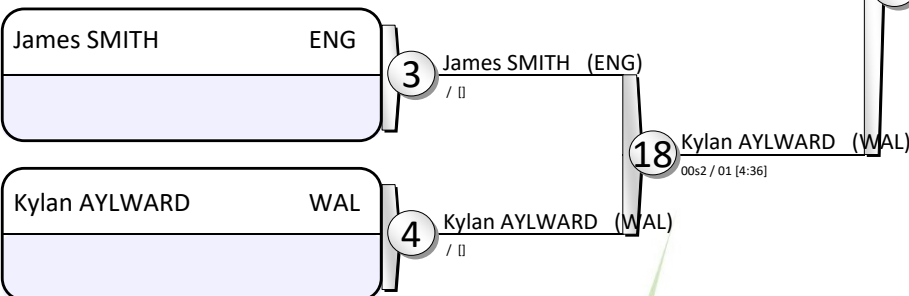 James SMITH ENG
3
James SMITH (ENG)
/ []
18
Kylan AYLWARD (WAL)
00s2 / 01 [4:36]
Kylan AYLWARD WAL
4
Kylan AYLWARD (WAL)
/ []